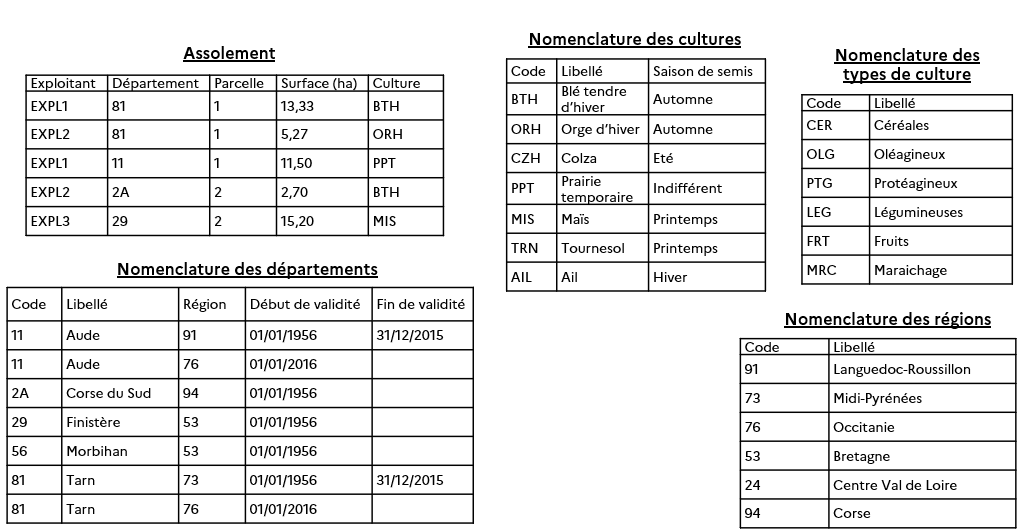 Assolement
Exploitant Département Parcelle Surface (ha) Culture
EXPL1 81 1 13,33 BTH
EXPL2 81 1 5,27 ORH
EXPL1 11 1 11,50 PPT
EXPL2 2A 2 2,70 BTH
EXPL3 29 2 15,20 MIS
Nomenclature des départements
Code Libellé Région Début de validité Fin de validité
11 Aude 91 01/01/1956 31/12/2015
11 Aude 76 01/01/2016
2A Corse du Sud 94 01/01/1956
29 Finistère 53 01/01/1956
56 Morbihan 53 01/01/1956
81 Tarn 73 01/01/1956 31/12/2015
81 Tarn 76 01/01/2016
Nomenclature des cultures
Code Libellé Saison de semis
BTH Blé tendre
d'hiver Automne
ORH Orge d'hiver Automne
CZH Colza Eté
PPT Prairie
temporaire Indifférent
MIS Maïs Printemps
TRN Tournesol Printemps
AIL Ail Hiver
Nomenclature des
types de culture
Code Libellé
CER Céréales
OLG Oléagineux
PTG Protéagineux
LEG Légumineuses
FRT Fruits
MRC Maraichage
Nomenclature des régions
Code Libellé
91 Languedoc-Roussillon
73 Midi-Pyrénées
76 Occitanie
53 Bretagne
24 Centre Val de Loire
94 Corse